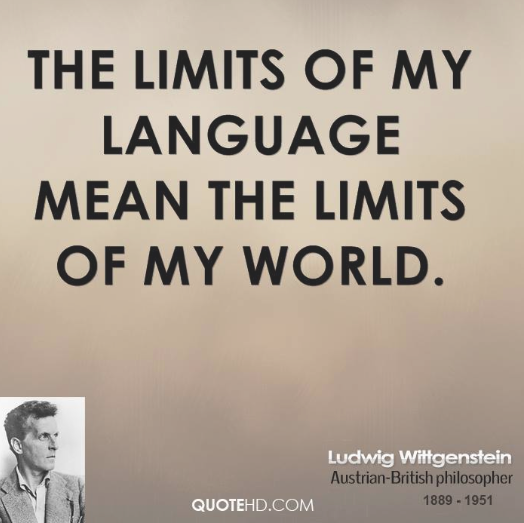 THE LIMITS OF MY
LANGUAGE
MEAN THE LIMITS
OF MY WORLD.
Ludwig Wittgenstein
Austrian-British philosopher
1889 - 1951
QUOTEHD.COM